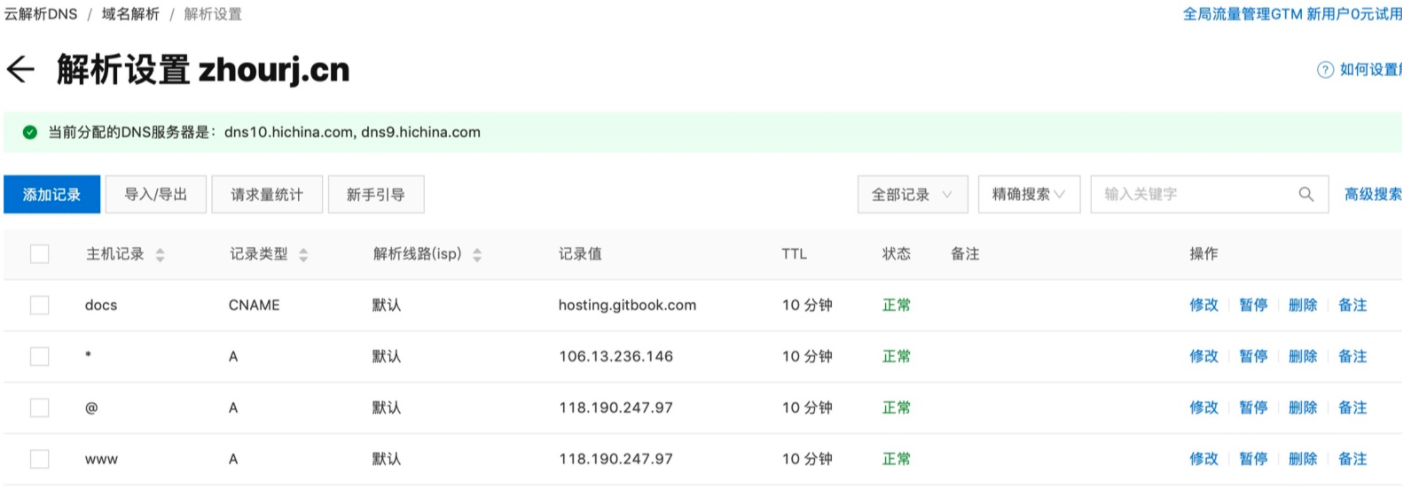 云解析DNS / 域名解析 / 解析设置 全局流量管理GTM 新用户0元试用
← 解析设置 zhourj.cn ? 如何设置
当前分配的DNS服务器是：dns10.hichina.com, dns9.hichina.com
添加记录 导入/导出 请求量统计 新手引导 全部记录 精确搜索 输入关键字 高级搜索
主机记录 记录类型 解析线路(isp) 记录值 TTL 状态 备注 操作
docs CNAME 默认 hosting.gitbook.com 10 分钟 正常 修改 暂停 删除 备注
* A 默认 106.13.236.146 10 分钟 正常 修改 暂停 删除 备注
@ A 默认 118.190.247.97 10 分钟 正常 修改 暂停 删除 备注
www A 默认 118.190.247.97 10 分钟 正常 修改 暂停 删除 备注